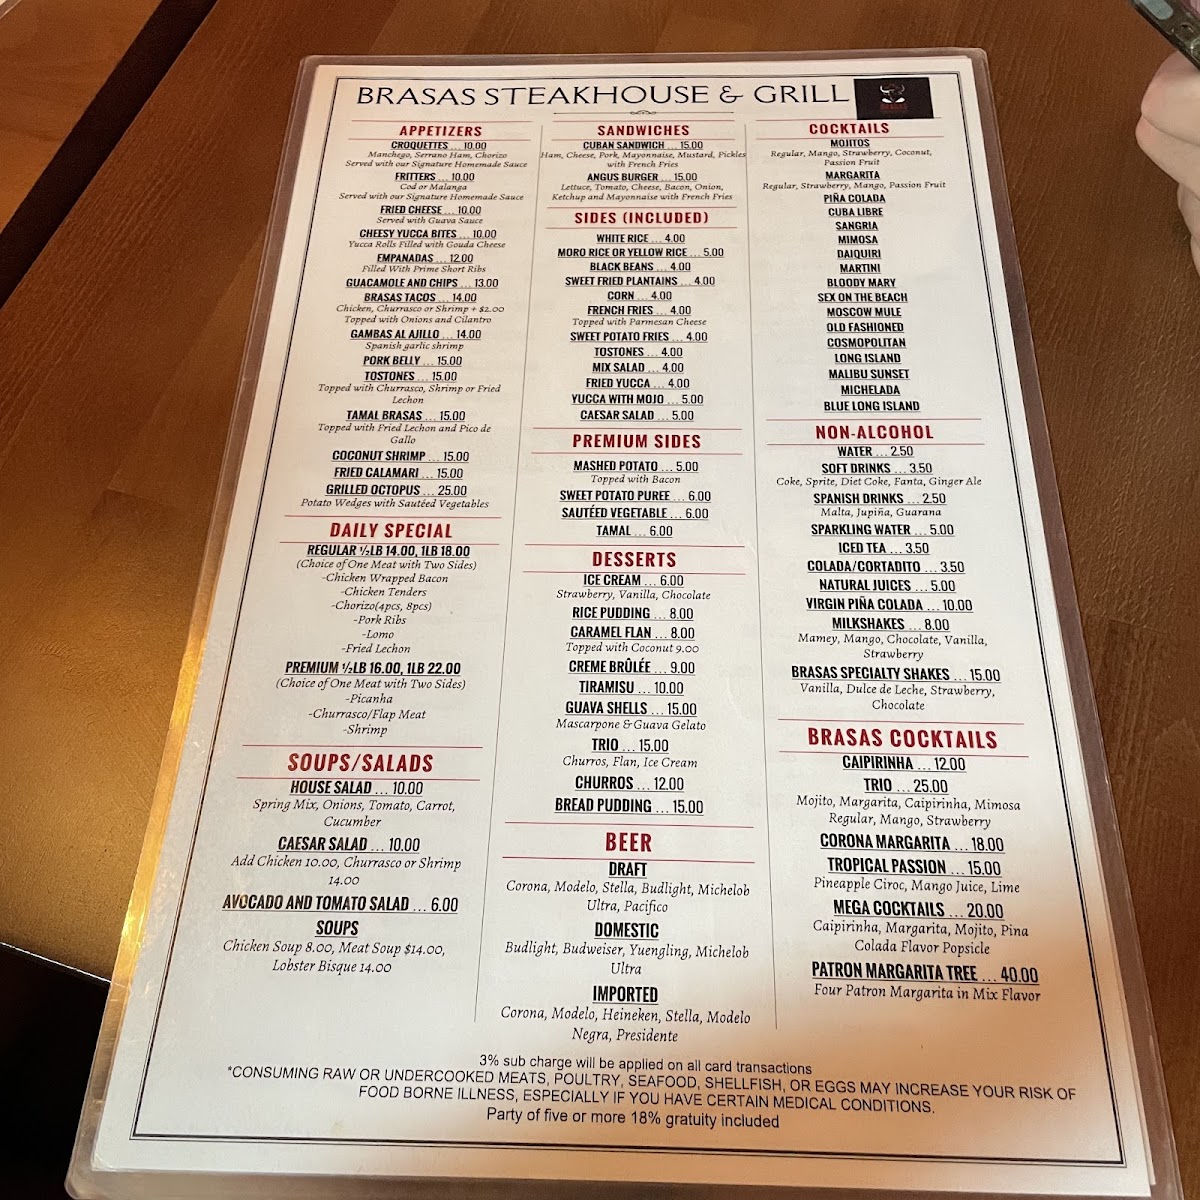 BRASAS STEAKHOUSE & GRILL
BRASAS
APPETIZERS
CROQUETTES ... 10.00
Manchego, Serrano Ham, Chorizo
Served with our Signature Homemade Sauce
FRITTERS ... 10.00
Cod or Malanga
Served with our Signature Homemade Sauce
FRIED CHEESE ... 10.00
Served with Guava Sauce
CHEESY YUCCA BITES ... 10.00
Yucca Rolls Filled with Gouda Cheese
EMPANADAS ... 12.00
Filled With Prime Short Ribs
GUACAMOLE AND CHIPS ... 13.00
BRASAS TACOS ... 14.00
Chicken, Churrasco or Shrimp + $2.00
Topped with Onions and Cilantro
GAMBAS AL AJILLO ... 14.00
Spanish garlic shrimp
PORK BELLY ... 15.00
TOSTONES ... 15.00
Topped with Churrasco, Shrimp or Fried
Lechon
TAMAL BRASAS ... 15.00
Topped with Fried Lechon and Pico de
Gallo
COCONUT SHRIMP ... 15.00
FRIED CALAMARI ... 15.00
GRILLED OCTOPUS ... 25.00
Potato Wedges with Sautéed Vegetables
DAILY SPECIAL
REGULAR ½LB 14.00, 1LB 18.00
(Choice of One Meat with Two Sides)
-Chicken Wrapped Bacon
-Chicken Tenders
-Chorizo(4pcs, 8pcs)
-Pork Ribs
-Lomo
-Fried Lechon
PREMIUM ½LB 16.00, 1LB 22.00
(Choice of One Meat with Two Sides)
-Picanha
-Churrasco/Flap Meat
-Shrimp
SOUPS/SALADS
HOUSE SALAD ... 10.00
Spring Mix, Onions, Tomato, Carrot,
Cucumber
CAESAR SALAD ... 10.00
Add Chicken 10.00, Churrasco or Shrimp
14.00
AVOCADO AND TOMATO SALAD ... 6.00
SOUPS
Chicken Soup 8.00, Meat Soup $14.00,
Lobster Bisque 14.00
SANDWICHES
CUBAN SANDWICH ... 15.00
Ham, Cheese, Pork, Mayonnaise, Mustard, Pickles
with French Fries
ANGUS BURGER ... 15.00
Lettuce, Tomato, Cheese, Bacon, Onion,
Ketchup and Mayonnaise with French Fries
SIDES (INCLUDED)
WHITE RICE ... 4.00
MORO RICE OR YELLOW RICE ... 5.00
BLACK BEANS ... 4.00
SWEET FRIED PLANTAINS ... 4.00
CORN ... 4.00
FRENCH FRIES ... 4.00
Topped with Parmesan Cheese
SWEET POTATO FRIES ... 4.00
TOSTONES ... 4.00
MIX SALAD ... 4.00
FRIED YUCCA ... 4.00
YUCCA WITH MOJO ... 5.00
CAESAR SALAD ... 5.00
PREMIUM SIDES
MASHED POTATO ... 5.00
Topped with Bacon
SWEET POTATO PUREE ... 6.00
SAUTÉED VEGETABLE ... 6.00
TAMAL ... 6.00
DESSERTS
ICE CREAM ... 6.00
Strawberry, Vanilla, Chocolate
RICE PUDDING ... 8.00
CARAMEL FLAN ... 8.00
Topped with Coconut 9.00
CREME BRÛLÉE ... 9.00
TIRAMISU ... 10.00
GUAVA SHELLS ... 15.00
Mascarpone & Guava Gelato
TRIO ... 15.00
Churros, Flan, Ice Cream
CHURROS ... 12.00
BREAD PUDDING ... 15.00
BEER
DRAFT
Corona, Modelo, Stella, Budlight, Michelob
Ultra, Pacifico
DOMESTIC
Budlight, Budweiser, Yuengling, Michelob
Ultra
IMPORTED
Corona, Modelo, Heineken, Stella, Modelo
Negra, Presidente
COCKTAILS
MOJITOS
Regular, Mango, Strawberry, Coconut,
Passion Fruit
MARGARITA
Regular, Strawberry, Mango, Passion Fruit
PIÑA COLADA
CUBA LIBRE
SANGRIA
MIMOSA
DAIQUIRI
MARTINI
BLOODY MARY
SEX ON THE BEACH
MOSCOW MULE
OLD FASHIONED
COSMOPOLITAN
LONG ISLAND
MALIBU SUNSET
MICHELADA
BLUE LONG ISLAND
NON-ALCOHOL
WATER ... 2.50
SOFT DRINKS ... 3.50
Coke, Sprite, Diet Coke, Fanta, Ginger Ale
SPANISH DRINKS ... 2.50
Malta, Jupiña, Guarana
SPARKLING WATER ... 5.00
ICED TEA ... 3.50
COLADA/CORTADITO ... 3.50
NATURAL JUICES ... 5.00
VIRGIN PIÑA COLADA ... 10.00
MILKSHAKES ... 8.00
Mamey, Mango, Chocolate, Vanilla,
Strawberry
BRASAS SPECIALTY SHAKES ... 15.00
Vanilla, Dulce de Leche, Strawberry,
Chocolate
BRASAS COCKTAILS
CAIPIRINHA ... 12.00
TRIO ... 25.00
Mojito, Margarita, Caipirinha, Mimosa
Regular, Mango, Strawberry
CORONA MARGARITA ... 18.00
TROPICAL PASSION ... 15.00
Pineapple Ciroc, Mango Juice, Lime
MEGA COCKTAILS ... 20.00
Caipirinha, Margarita, Mojito, Pina
Colada Flavor Popsicle
PATRON MARGARITA TREE ... 40.00
Four Patron Margarita in Mix Flavor
3% sub charge will be applied on all card transactions
*CONSUMING RAW OR UNDERCOOKED MEATS, POULTRY, SEAFOOD, SHELLFISH, OR EGGS MAY INCREASE YOUR RISK OF
FOOD BORNE ILLNESS, ESPECIALLY IF YOU HAVE CERTAIN MEDICAL CONDITIONS.
Party of five or more 18% gratuity included